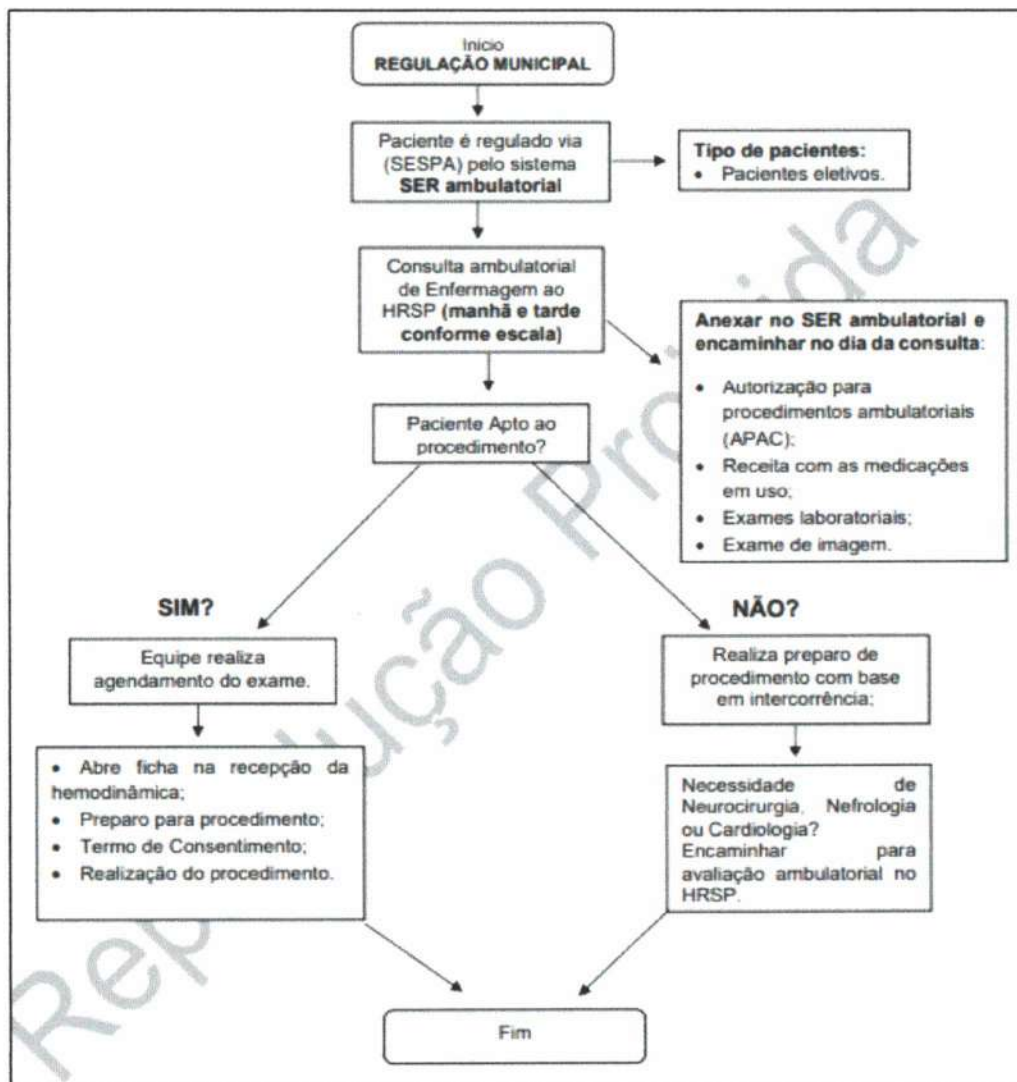 Início
REGULAÇÃO MUNICIPAL
Paciente é regulado via
(SESPA) pelo sistema
SER ambulatorial
Tipo de pacientes:
• Pacientes eletivos.
Consulta ambulatorial
de Enfermagem ao
HRSP (manhã e tarde
conforme escala)
Anexar no SER ambulatorial e
encaminhar no dia da consulta:
• Autorização para
procedimentos ambulatoriais
(APAC);
• Receita com as medicações
em uso;
• Exames laboratoriais;
• Exame de imagem.
Paciente Apto ao
procedimento?
SIM?
NÃO?
Equipe realiza
agendamento do exame.
Realiza preparo de
procedimento com base
em intercorrência;
• Abre ficha na recepção da
hemodinâmica;
• Preparo para procedimento;
• Termo de Consentimento;
• Realização do procedimento.
Necessidade de
Neurocirurgia, Nefrologia
ou Cardiologia?
Encaminhar para
avaliação ambulatorial no
HRSP.
Fim
Reprodução Proibida